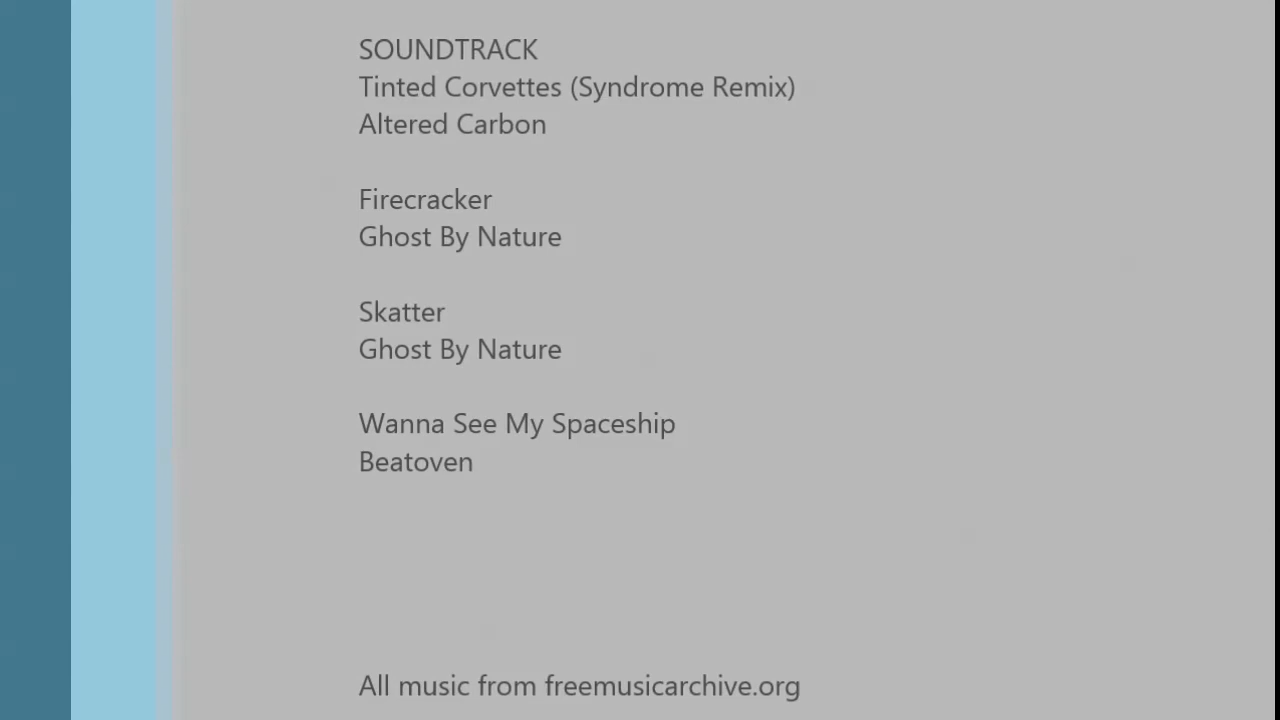 SOUNDTRACK
Tinted Corvettes (Syndrome Remix)
Altered Carbon
Firecracker
Ghost By Nature
Skatter
Ghost By Nature
Wanna See My Spaceship
Beatoven
All music from freemusicarchive.org